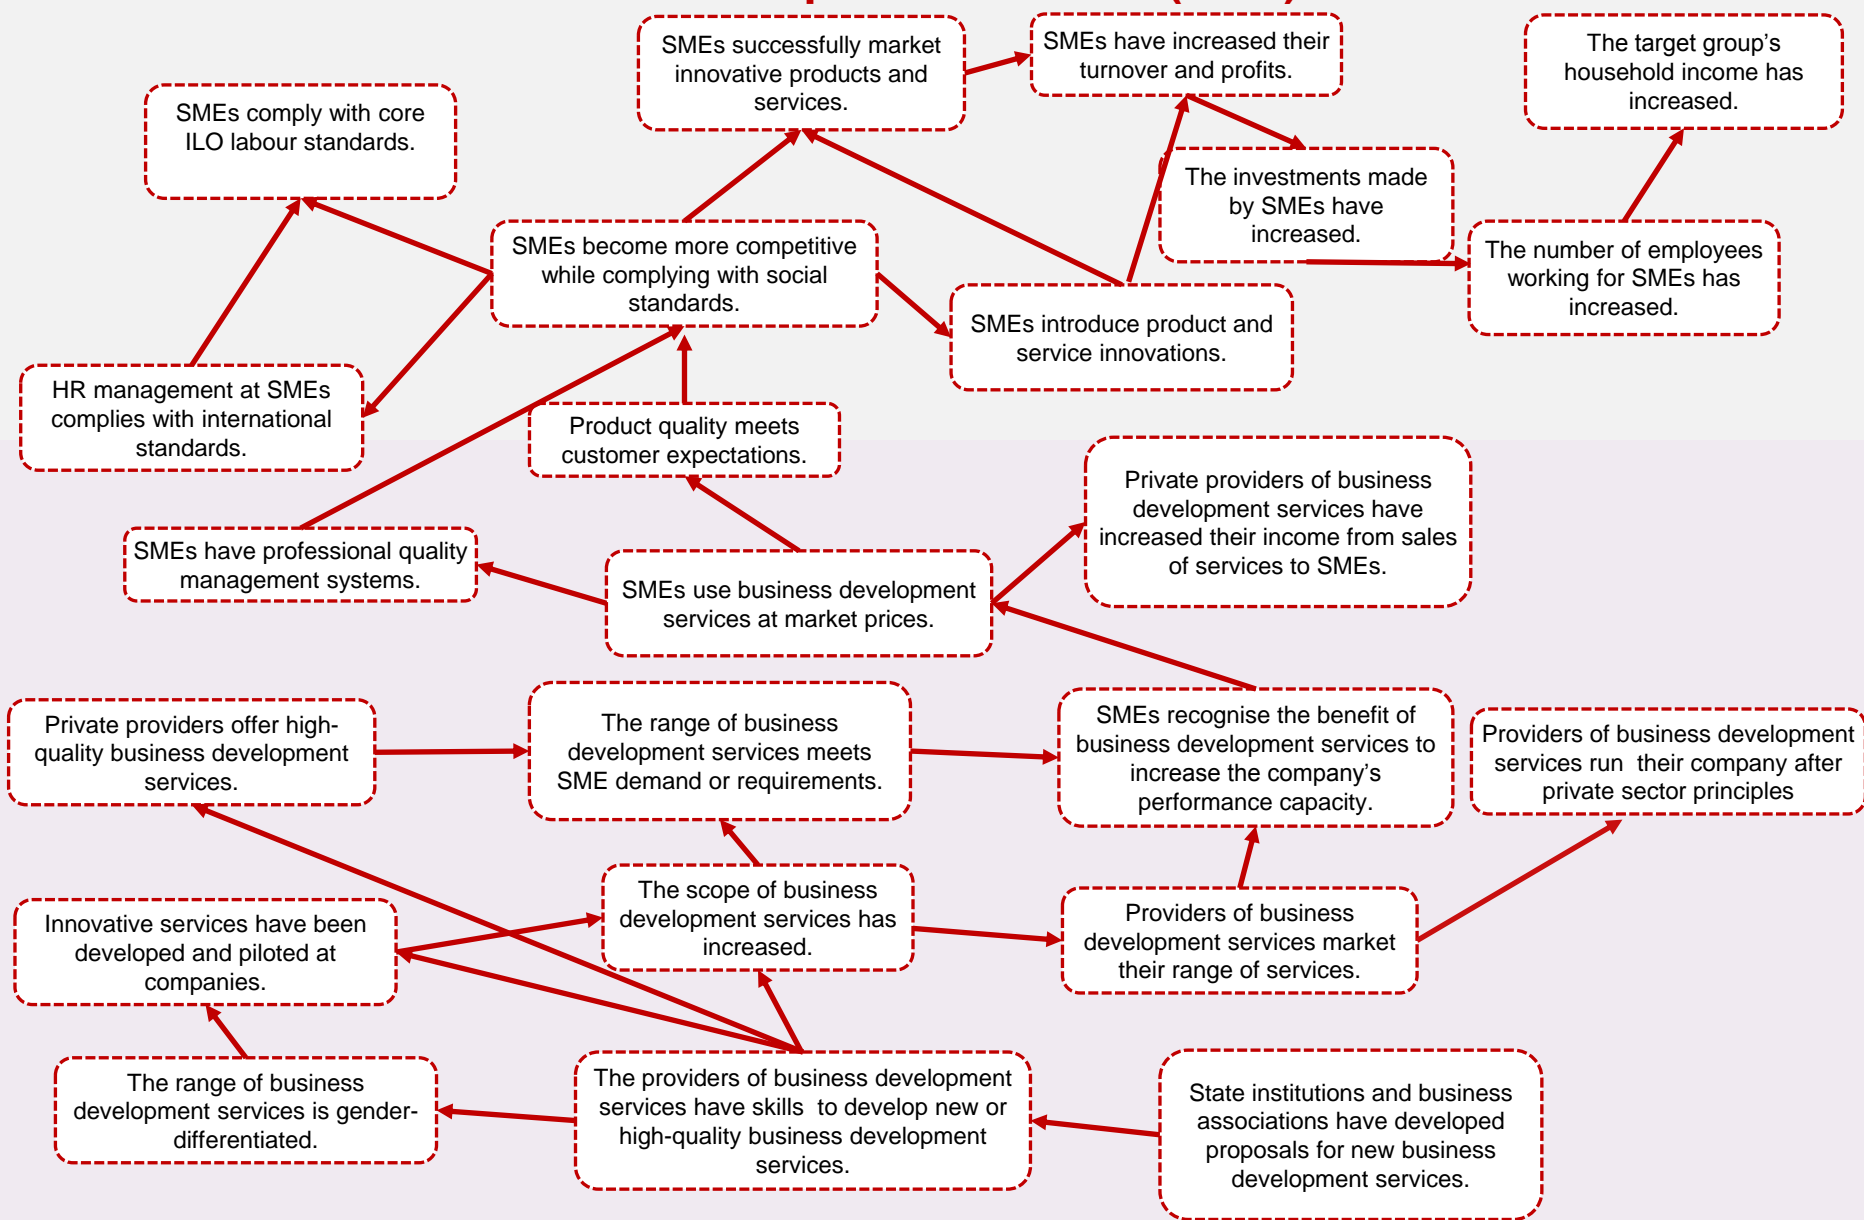 SMEs successfully market
innovative products and
services.
SMEs have increased their
turnover and profits.
The target group's
household income has
increased.
SMEs comply with core
ILO labour standards.
The investments made
by SMEs have
increased.
SMEs become more competitive
while complying with social
standards.
The number of employees
working for SMEs has
increased.
SMEs introduce product and
service innovations.
HR management at SMEs
complies with international
standards.
Product quality meets
customer expectations.
Private providers of business
development services have
increased their income from sales
of services to SMEs.
SMEs have professional quality
management systems.
SMEs use business development
services at market prices.
Private providers offer high-
quality business development
services.
The range of business
development services meets
SME demand or requirements.
SMEs recognise the benefit of
business development services to
increase the company's
performance capacity.
Providers of business development
services run  their company after
private sector principles
The scope of business
development services has
increased.
Innovative services have been
developed and piloted at
companies.
Providers of business
development services market
their range of services.
The range of business
development services is gender-
differentiated.
The providers of business development
services have skills  to develop new or
high-quality business development
services.
State institutions and business
associations have developed
proposals for new business
development services.